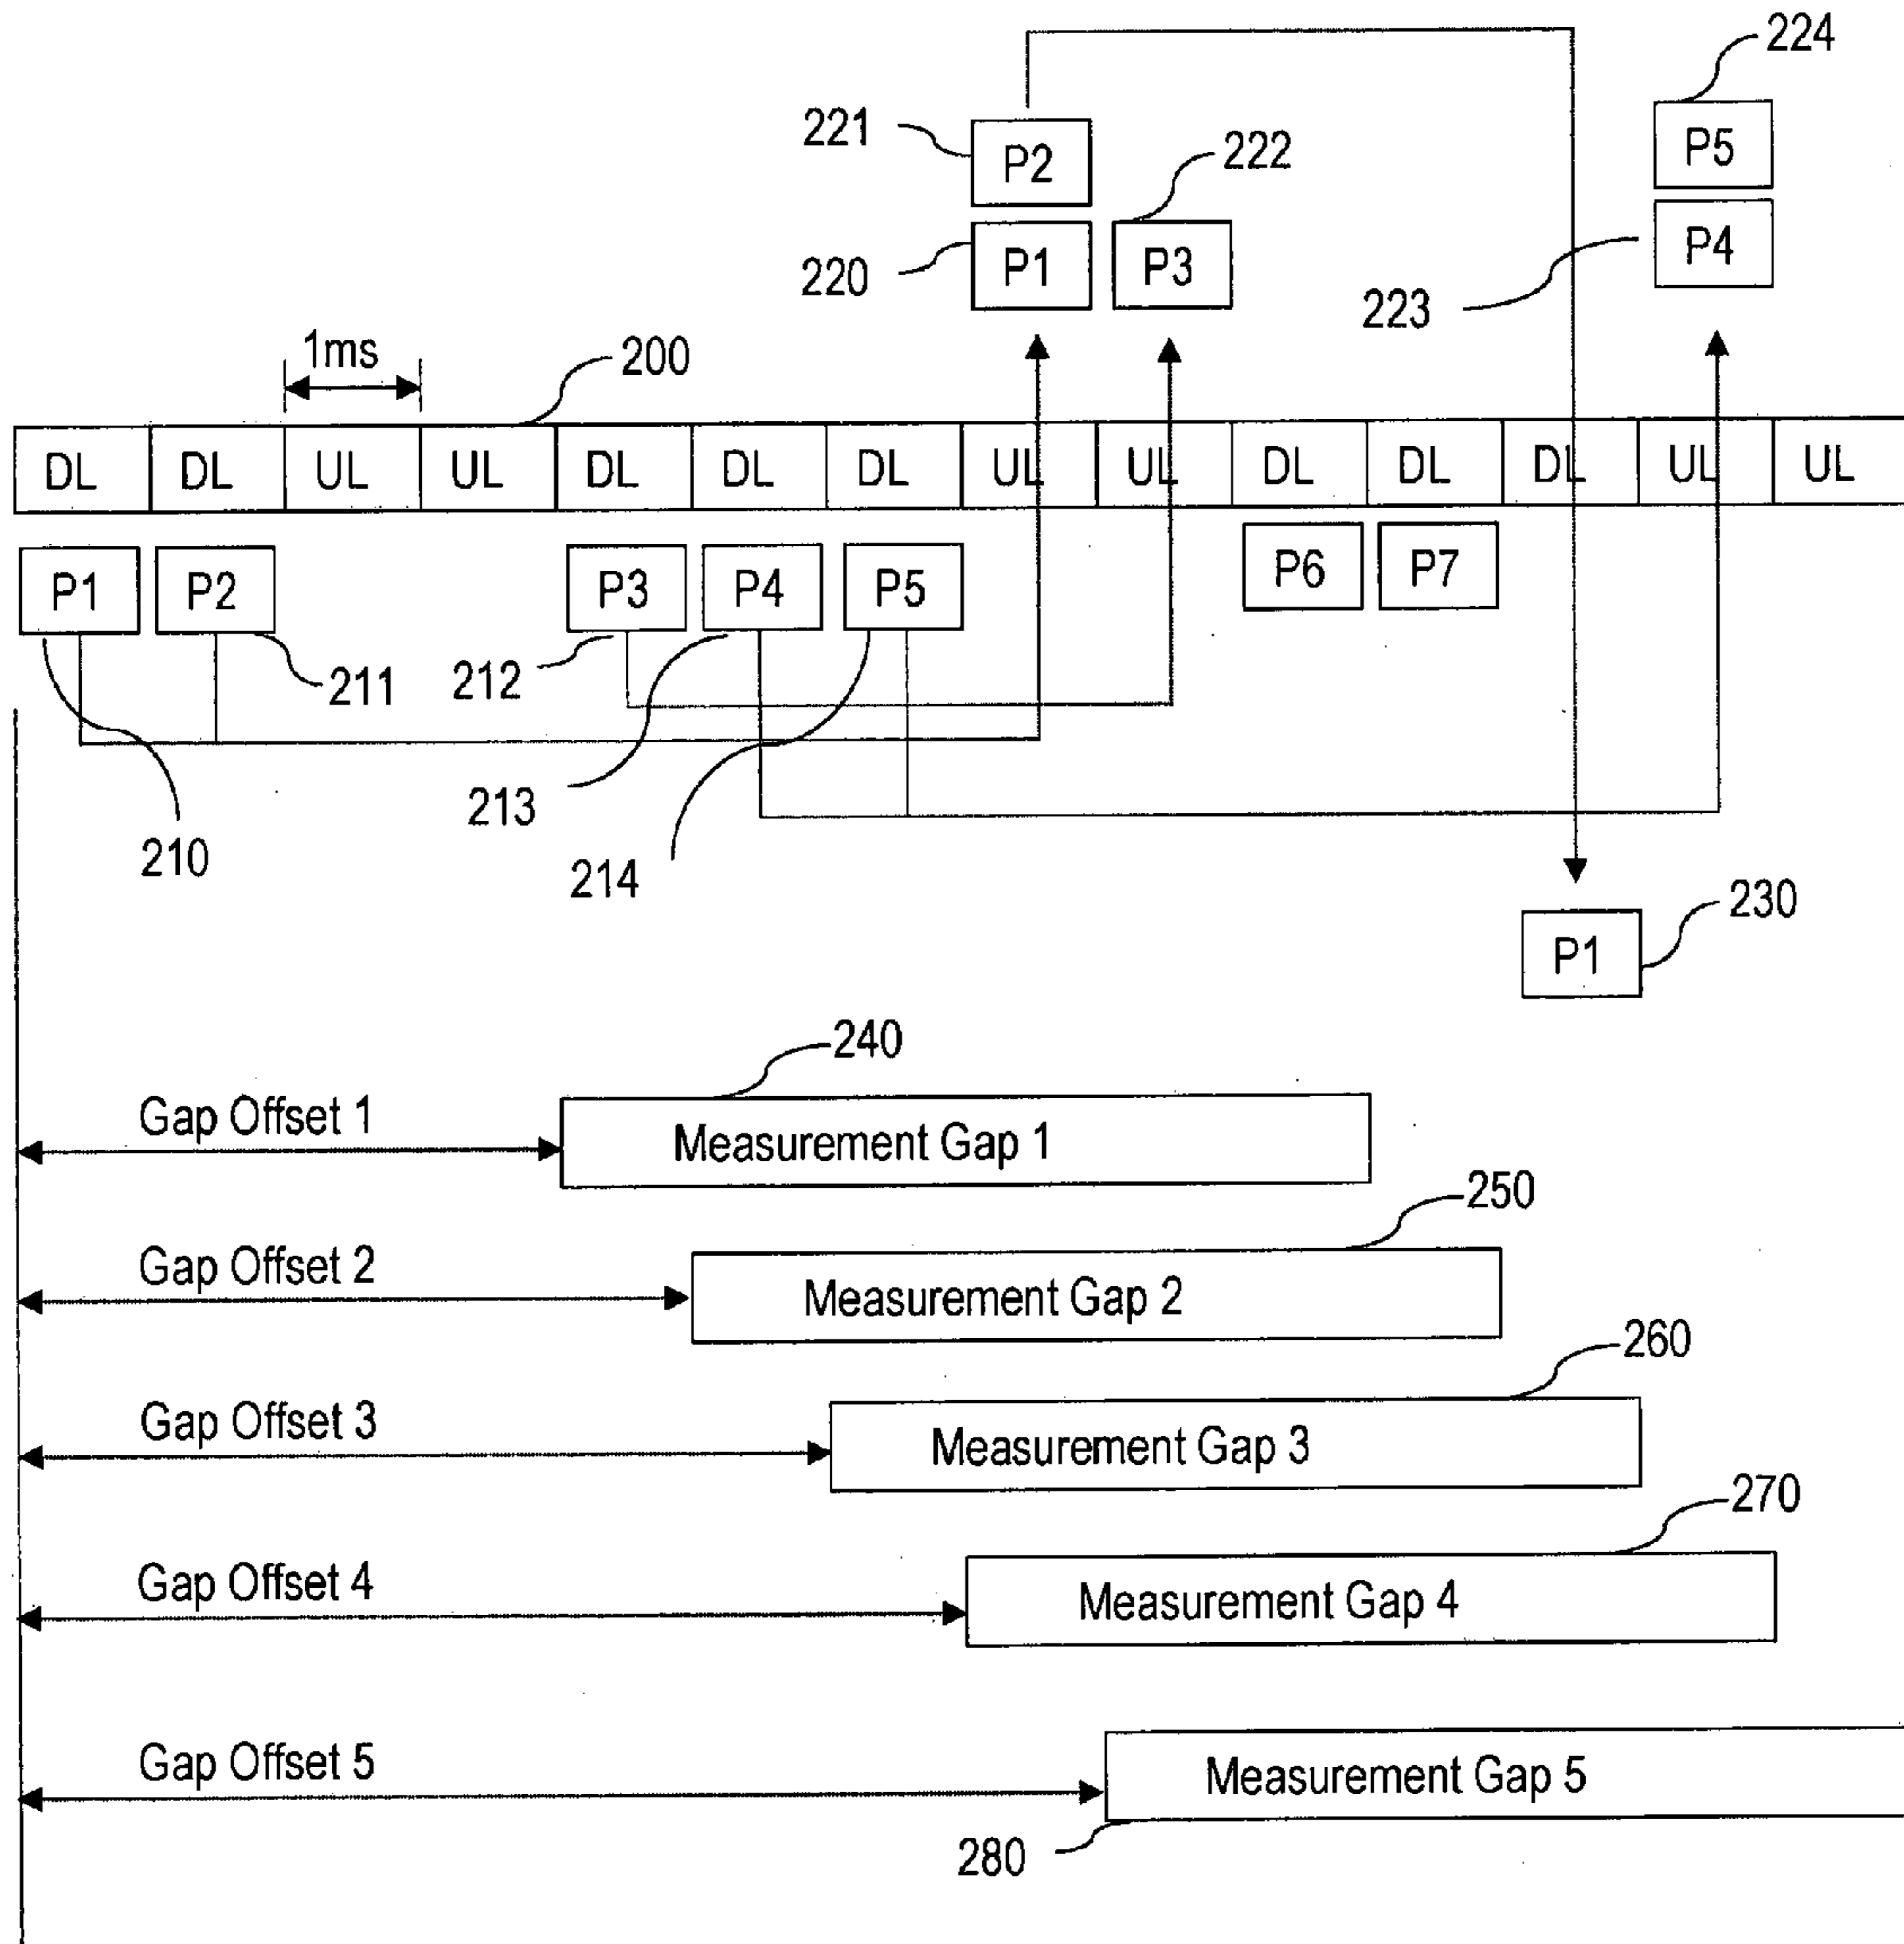 224
221
P2
222
P5
220
P1
P3
P4
223
1ms
200
DL DL UL UL DL DL DL UL UL DL DL DL UL UL
P1 P2 P3 P4 P5 P6 P7
211
212
213
210
214
230
P1
240
Gap Offset 1
Measurement Gap 1
250
Gap Offset 2
Measurement Gap 2
260
Gap Offset 3
Measurement Gap 3
270
Gap Offset 4
Measurement Gap 4
Gap Offset 5
Measurement Gap 5
280